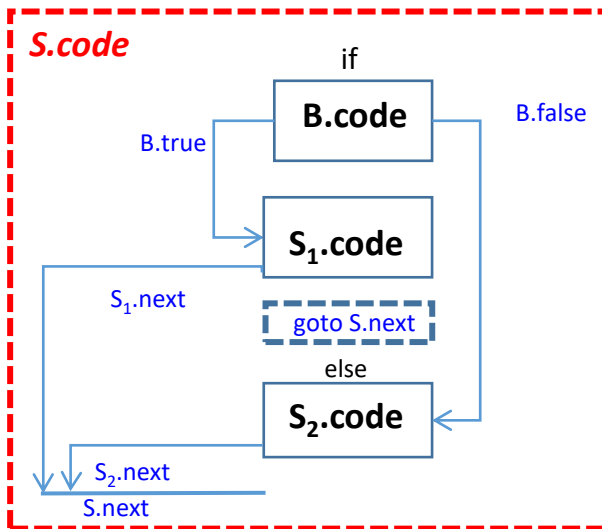 S.code
if
B.code
B.false
B.true
S₁.code
S₁.next
goto S.next
else
S₂.code
S₂.next
S.next